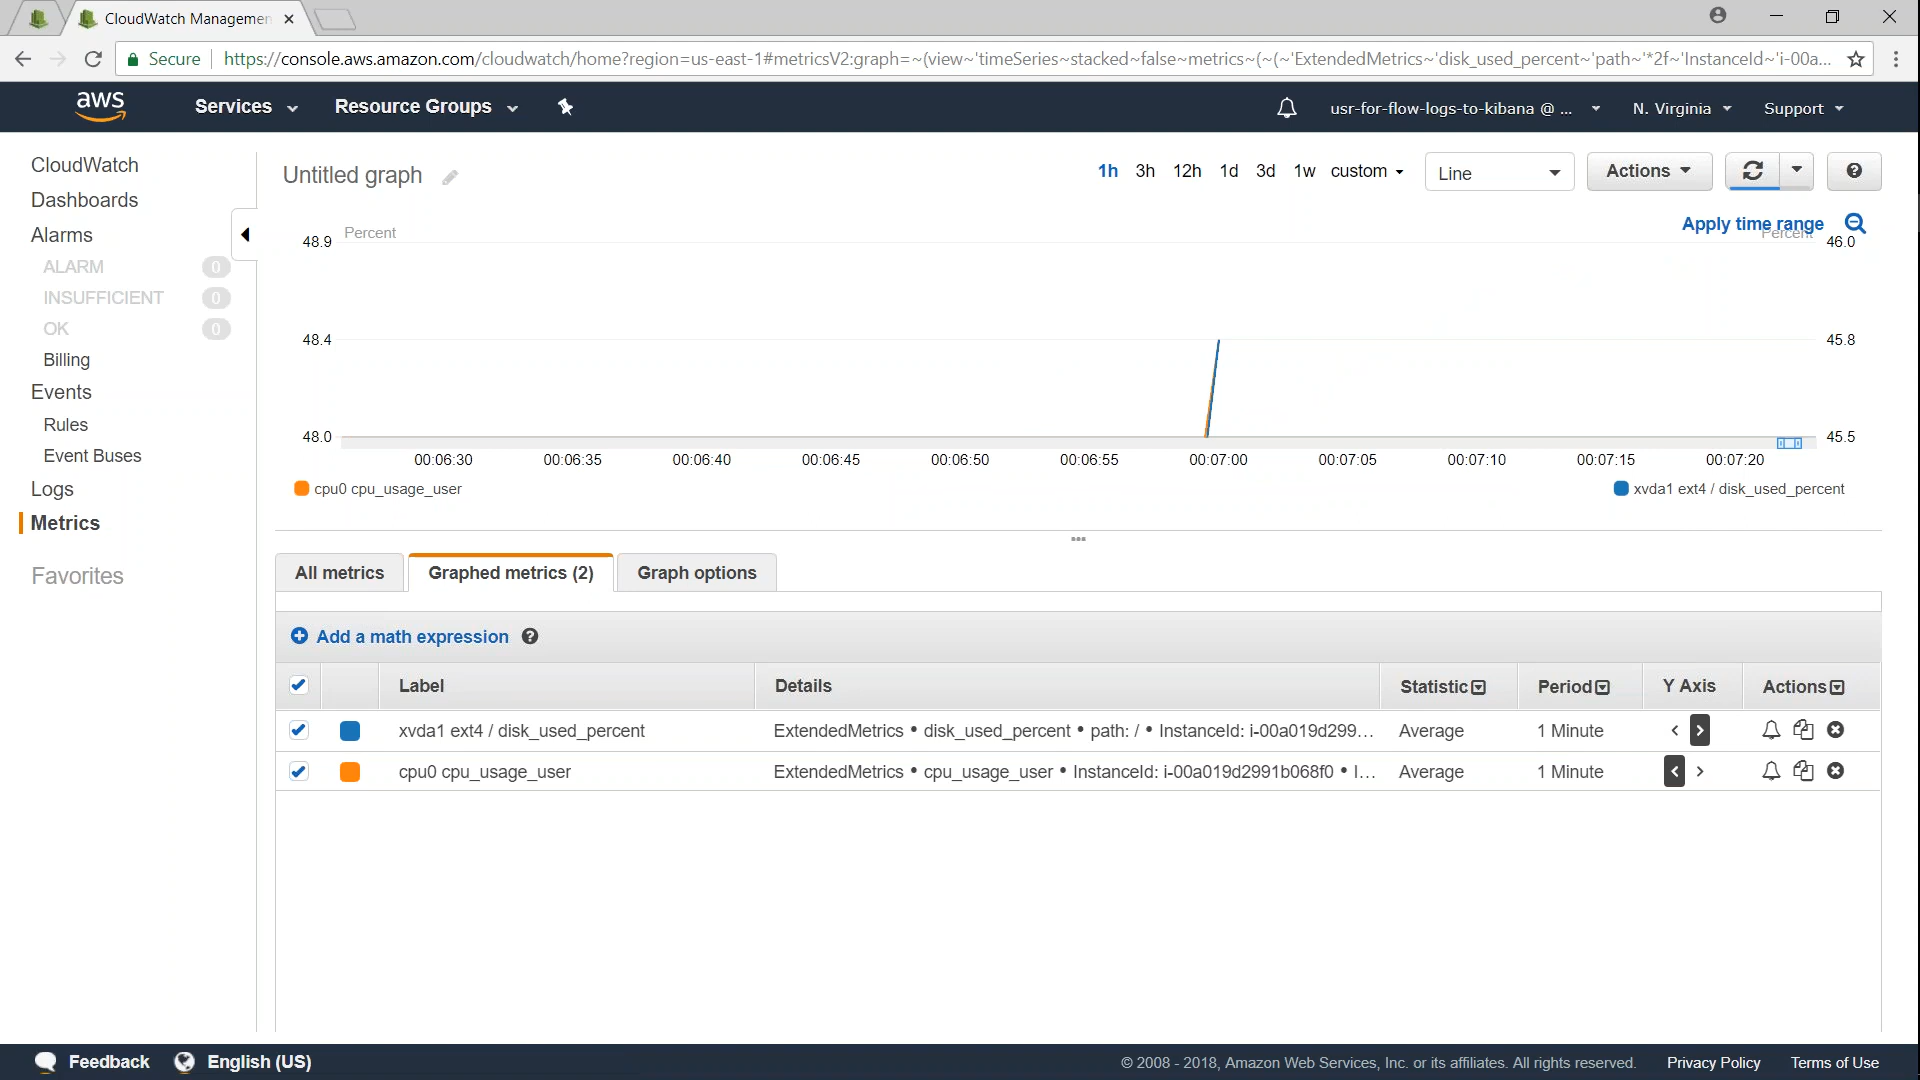 CloudWatch Managemen
Secure
https://console.aws.amazon.com/cloudwatch/home?region=us-east-1#metricsV2:graph=~(view~'timeSeries~stacked~false~metrics~(~(~'ExtendedMetrics~'disk_used_percent~'path~'*2f~'InstanceId~'i-00a...
aws
Services
Resource Groups
usr-for-flow-logs-to-kibana @ ...
N. Virginia
Support
CloudWatch
Dashboards
Alarms
ALARM 0
INSUFFICIENT 0
OK 0
Billing
Events
Rules
Event Buses
Logs
Metrics
Favorites
Untitled graph
1h 3h 12h 1d 3d 1w custom
Line
Actions
Apply time range
Percent
Percent
48.9
46.0
48.4
45.8
48.0
45.5
00:06:30 00:06:35 00:06:40 00:06:45 00:06:50 00:06:55 00:07:00 00:07:05 00:07:10 00:07:15 00:07:20
cpu0 cpu_usage_user
xvda1 ext4 / disk_used_percent
All metrics
Graphed metrics (2)
Graph options
Add a math expression
Label Details Statistic Period Y Axis Actions
xvda1 ext4 / disk_used_percent ExtendedMetrics • disk_used_percent • path: / • InstanceId: i-00a019d299... Average 1 Minute < >
cpu0 cpu_usage_user ExtendedMetrics • cpu_usage_user • InstanceId: i-00a019d2991b068f0 • I... Average 1 Minute < >
Feedback
English (US)
© 2008 - 2018, Amazon Web Services, Inc. or its affiliates. All rights reserved.
Privacy Policy
Terms of Use